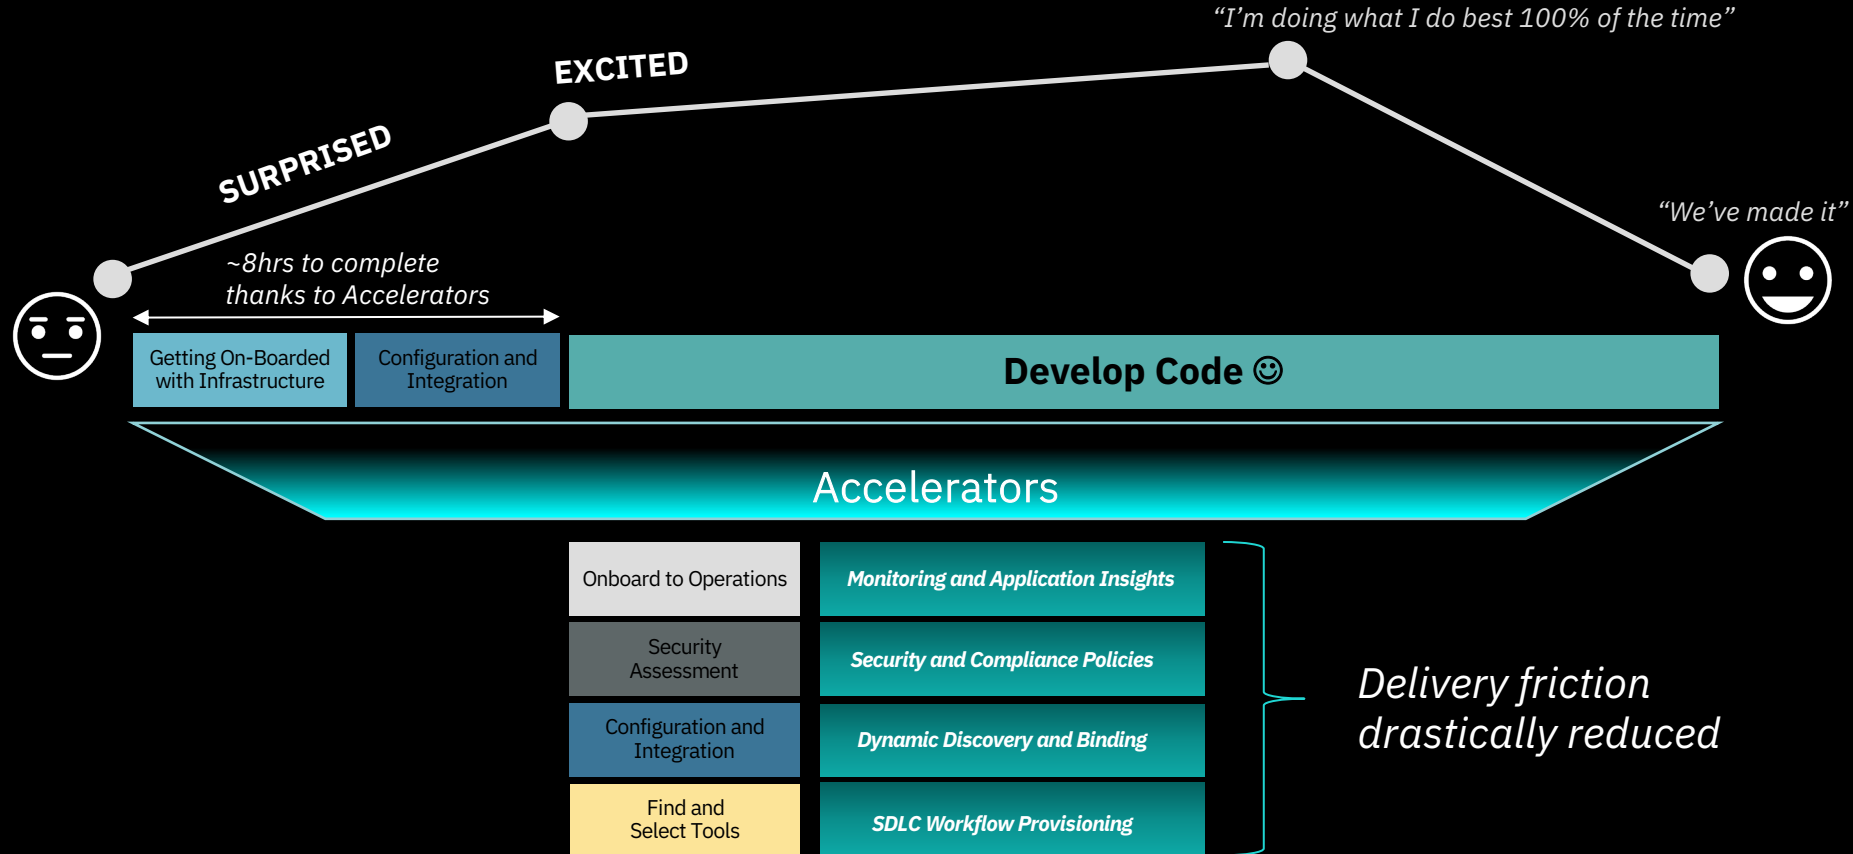 “I’m doing what I do best 100% of the time”
EXCITED
SURPRISED
“We’ve made it”
~8hrs to complete
thanks to Accelerators
Getting On-Boarded
with Infrastructure
Configuration and
Integration
Develop Code ☺
Accelerators
Onboard to Operations
Monitoring and Application Insights
Security
Assessment
Security and Compliance Policies
Configuration and
Integration
Dynamic Discovery and Binding
Find and
Select Tools
SDLC Workflow Provisioning
Delivery friction
drastically reduced